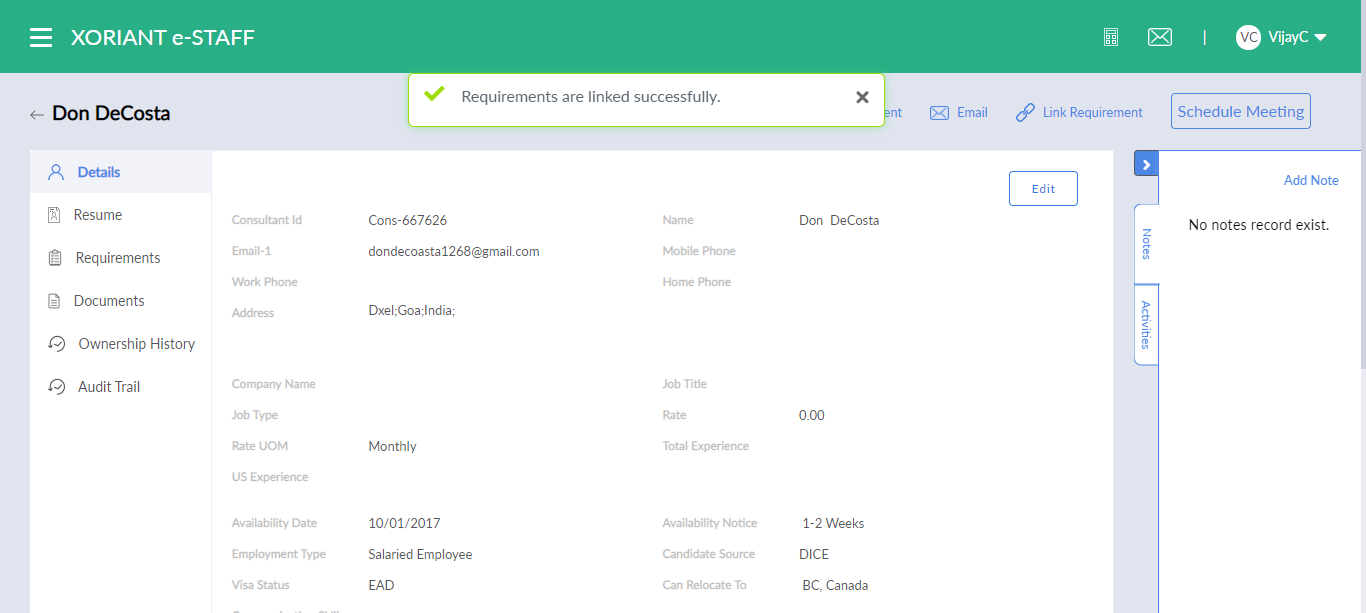 XORIANT e-STAFF
VC VijayC
Requirements are linked successfully.
Don DeCosta
Email Link Requirement Schedule Meeting
Details
Resume
Requirements
Documents
Ownership History
Audit Trail
Edit
Consultant Id Cons-667626 Name Don DeCosta
Email-1 dondecoasta1268@gmail.com Mobile Phone
Work Phone Home Phone
Address Dxel;Goa;India;
Company Name Job Title
Job Type Rate 0.00
Rate UOM Monthly Total Experience
US Experience
Availability Date 10/01/2017 Availability Notice 1-2 Weeks
Employment Type Salaried Employee Candidate Source DICE
Visa Status EAD Can Relocate To BC, Canada
Add Note
No notes record exist.
Notes
Activities